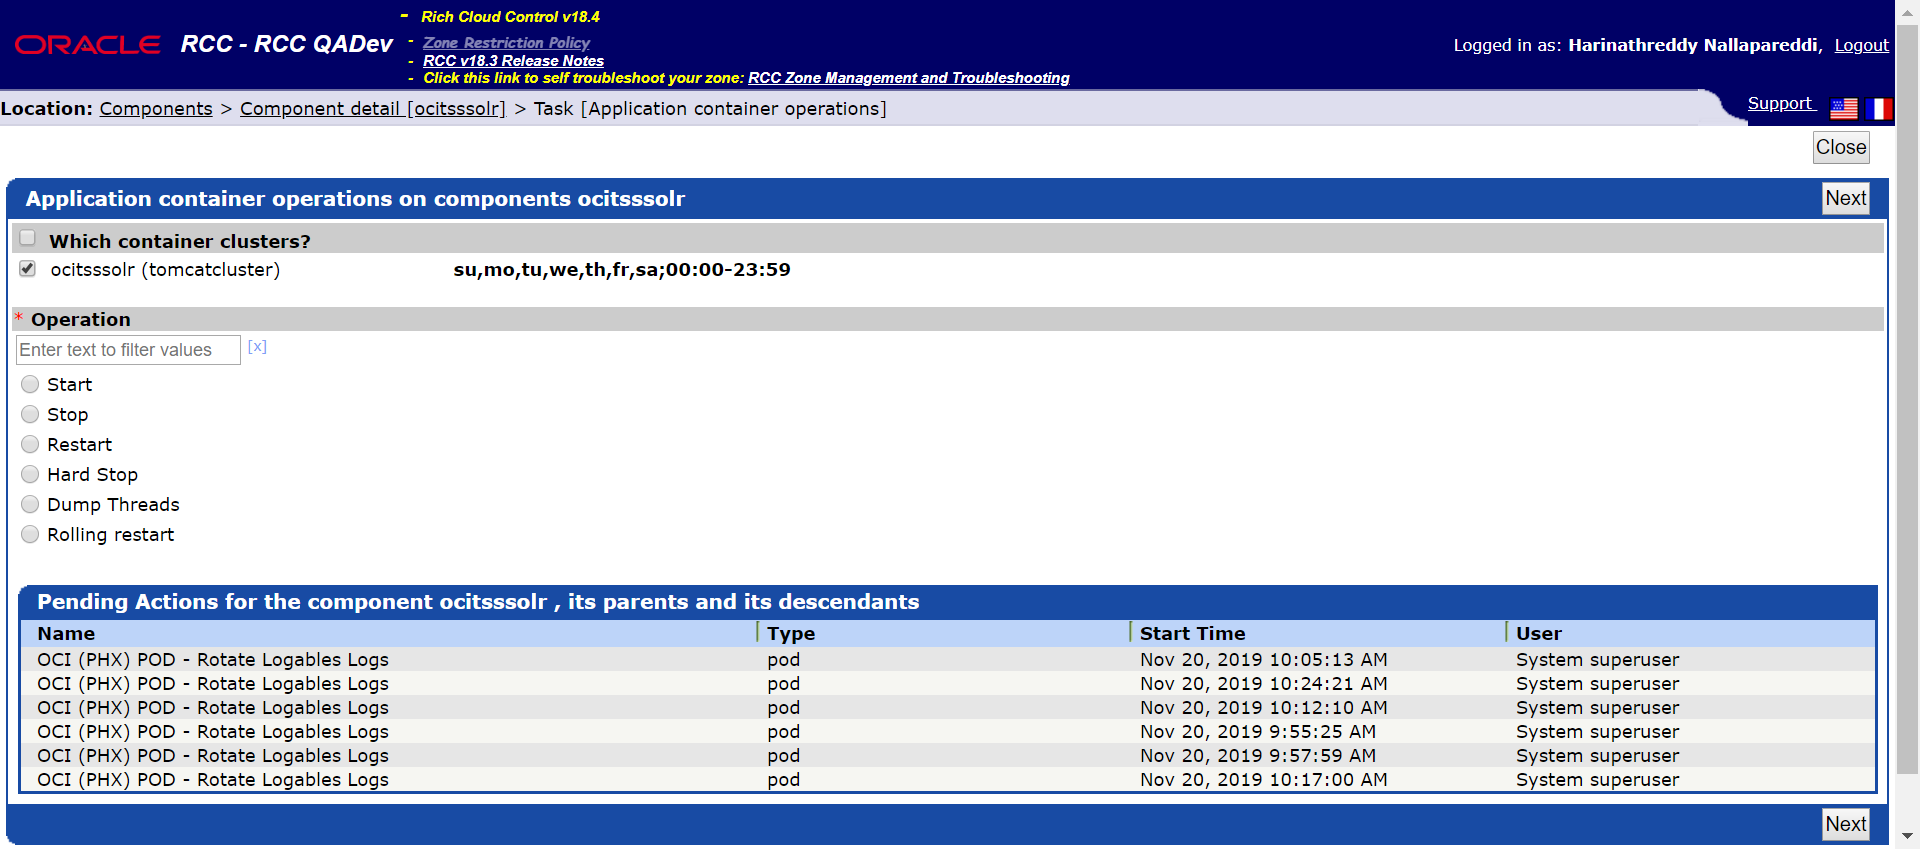 - Rich Cloud Control v18.4
ORACLE RCC - RCC QADev
- Zone Restriction Policy
- RCC v18.3 Release Notes
- Click this link to self troubleshoot your zone: RCC Zone Management and Troubleshooting
Logged in as: Harinathreddy Nallapareddi, Logout
Location: Components > Component detail [ocitsssolr] > Task [Application container operations]
Support
Close
Application container operations on components ocitsssolr
Next
Which container clusters?
ocitsssolr (tomcatcluster) su,mo,tu,we,th,fr,sa;00:00-23:59
* Operation
Enter text to filter values [x]
Start
Stop
Restart
Hard Stop
Dump Threads
Rolling restart
Pending Actions for the component ocitsssolr , its parents and its descendants
Name Type Start Time User
OCI (PHX) POD - Rotate Logables Logs pod Nov 20, 2019 10:05:13 AM System superuser
OCI (PHX) POD - Rotate Logables Logs pod Nov 20, 2019 10:24:21 AM System superuser
OCI (PHX) POD - Rotate Logables Logs pod Nov 20, 2019 10:12:10 AM System superuser
OCI (PHX) POD - Rotate Logables Logs pod Nov 20, 2019 9:55:25 AM System superuser
OCI (PHX) POD - Rotate Logables Logs pod Nov 20, 2019 9:57:59 AM System superuser
OCI (PHX) POD - Rotate Logables Logs pod Nov 20, 2019 10:17:00 AM System superuser
Next